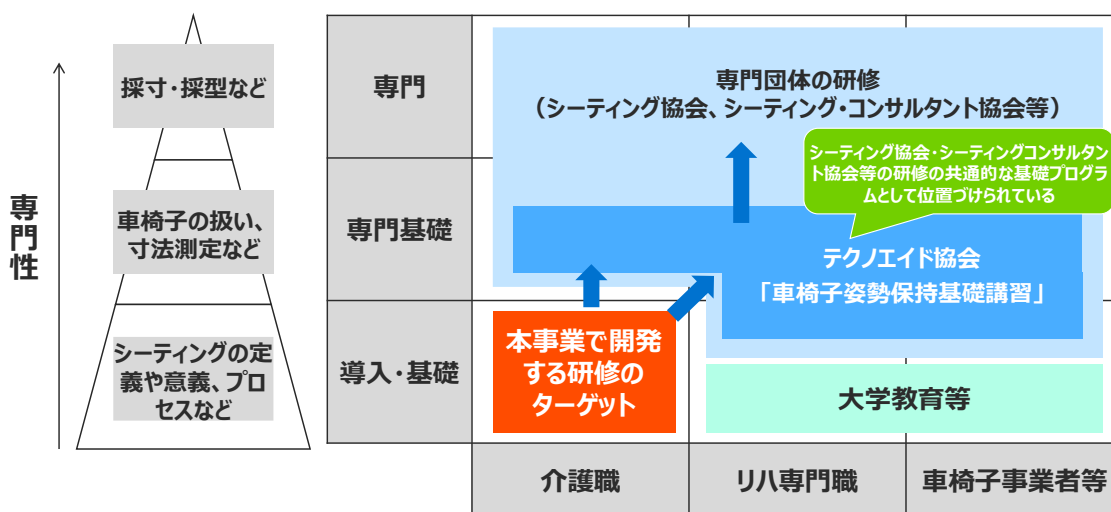 専門性
採寸・採型など
車椅子の扱い、
寸法測定など
シーティングの定
義や意義、プロ
セスなど
専門
専門基礎
導入・基礎
専門団体の研修
（シーティング協会、シーティング・コンサルタント協会等）
シーティング協会・シーティングコンサルタン
ト協会等の研修の共通的な基礎プログラ
ムとして位置づけられている
テクノエイド協会
「車椅子姿勢保持基礎講習」
本事業で開発
する研修の
ターゲット
大学教育等
介護職
リハ専門職
車椅子事業者等